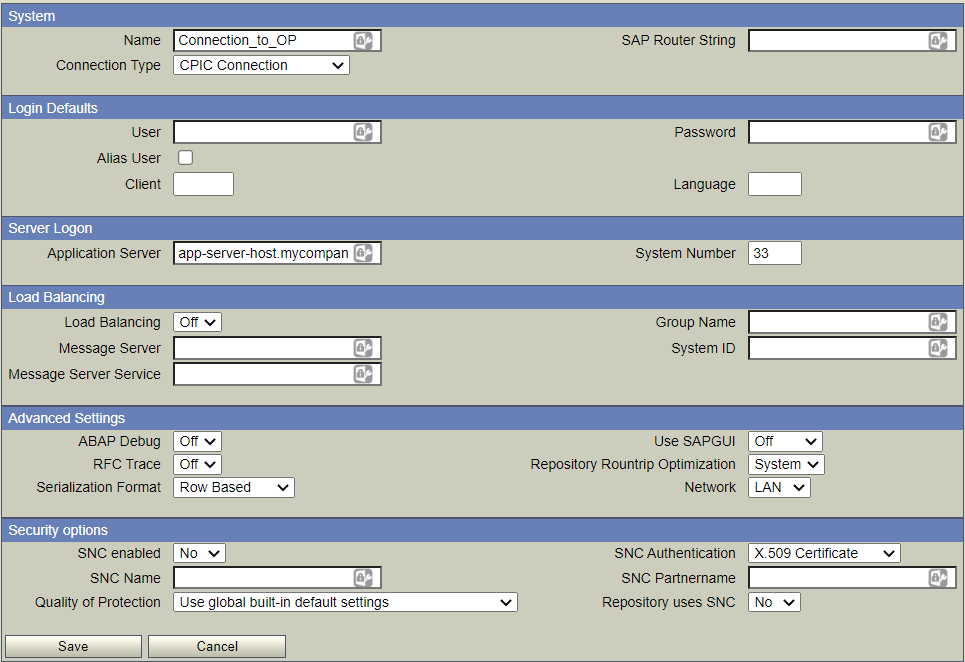 System
Name Connection_to_OP SAP Router String
Connection Type CPIC Connection
Login Defaults
User Password
Alias User
Client Language
Server Logon
Application Server app-server-host.mycompan System Number 33
Load Balancing
Load Balancing Off Group Name
Message Server System ID
Message Server Service
Advanced Settings
ABAP Debug Off Use SAPGUI Off
RFC Trace Off Repository Rountrip Optimization System
Serialization Format Row Based Network LAN
Security options
SNC enabled No SNC Authentication X.509 Certificate
SNC Name SNC Partnername
Quality of Protection Use global built-in default settings Repository uses SNC No
Save Cancel